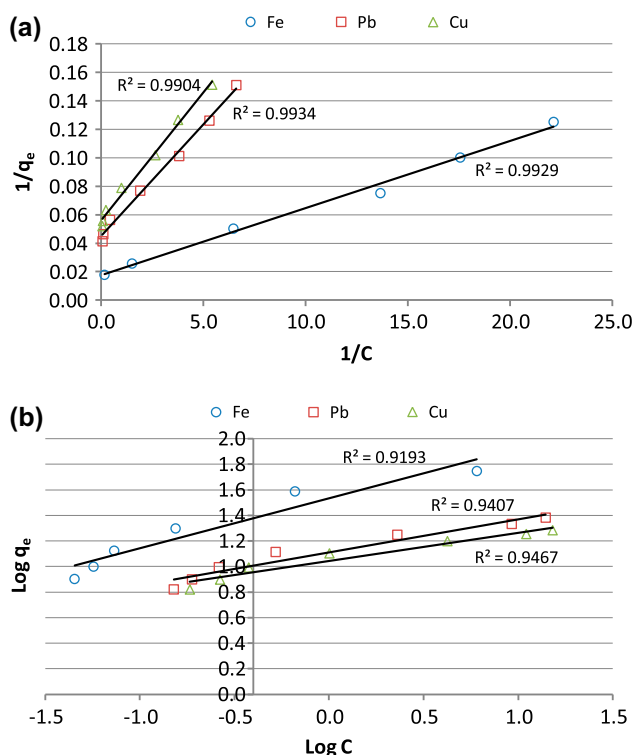 (a)
Fe Pb Cu
0.18
0.16
0.14
0.12
0.10
0.08
0.06
0.04
0.02
0.00
1/qe
R² = 0.9904
R² = 0.9934
R² = 0.9929
0.0 5.0 10.0 15.0 20.0 25.0
1/C
(b)
Fe Pb Cu
2.0
1.8
1.6
1.4
1.2
1.0
0.8
0.6
0.4
0.2
0.0
Log qe
R² = 0.9193
R² = 0.9407
R² = 0.9467
-1.5 -1.0 -0.5 0.0 0.5 1.0 1.5
Log C